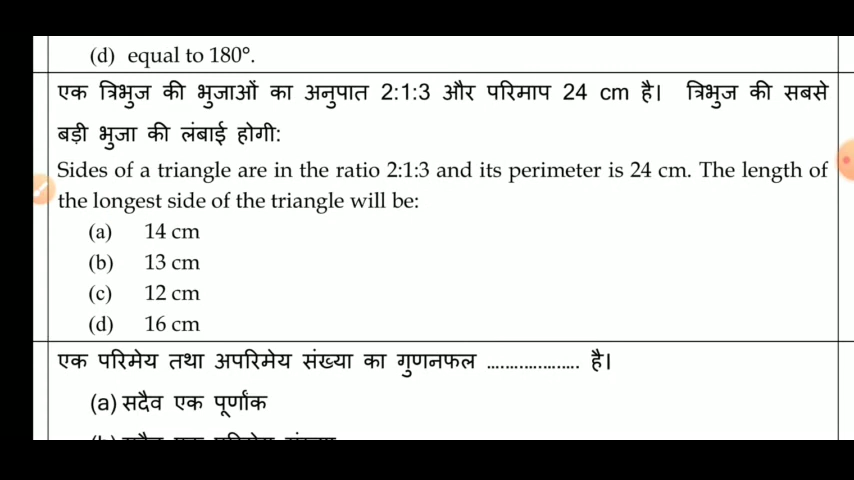 (d) equal to 180°.
एक त्रिभुज की भुजाओं का अनुपात 2:1:3 और परिमाप 24 cm है। त्रिभुज की सबसे
बड़ी भुजा की लंबाई होगी:
Sides of a triangle are in the ratio 2:1:3 and its perimeter is 24 cm. The length of
the longest side of the triangle will be:
(a) 14 cm
(b) 13 cm
(c) 12 cm
(d) 16 cm
एक परिमेय तथा अपरिमेय संख्या का गुणनफल ................... है।
(a) सदैव एक पूर्णांक